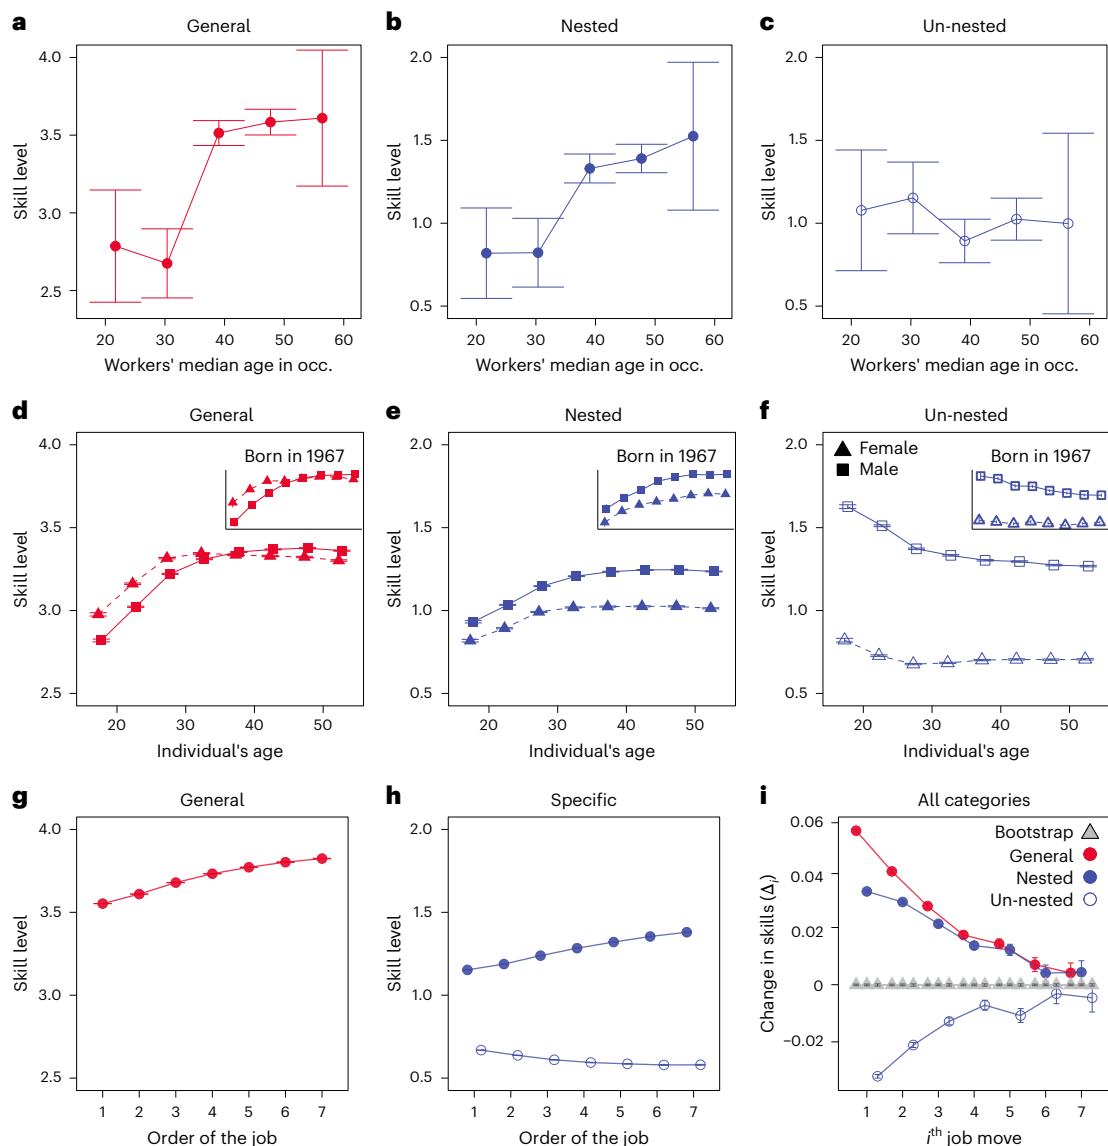 a
General
Skill level
4.0
3.5
3.0
2.5
20 30 40 50 60
Workers' median age in occ.
b
Nested
Skill level
2.0
1.5
1.0
0.5
20 30 40 50 60
Workers' median age in occ.
c
Un-nested
Skill level
2.0
1.5
1.0
0.5
20 30 40 50 60
Workers' median age in occ.
d
General
Born in 1967
Skill level
4.0
3.5
3.0
2.5
20 30 40 50
Individual's age
e
Nested
Born in 1967
Skill level
2.0
1.5
1.0
0.5
20 30 40 50
Individual's age
f
Un-nested
Female
Male
Born in 1967
Skill level
2.0
1.5
1.0
0.5
20 30 40 50
Individual's age
g
General
Skill level
4.0
3.5
3.0
2.5
1 2 3 4 5 6 7
Order of the job
h
Specific
Skill level
2.0
1.5
1.0
0.5
1 2 3 4 5 6 7
Order of the job
i
All categories
Bootstrap
General
Nested
Un-nested
Change in skills (Δi)
0.06
0.04
0.02
0
−0.02
1 2 3 4 5 6 7
ith job move